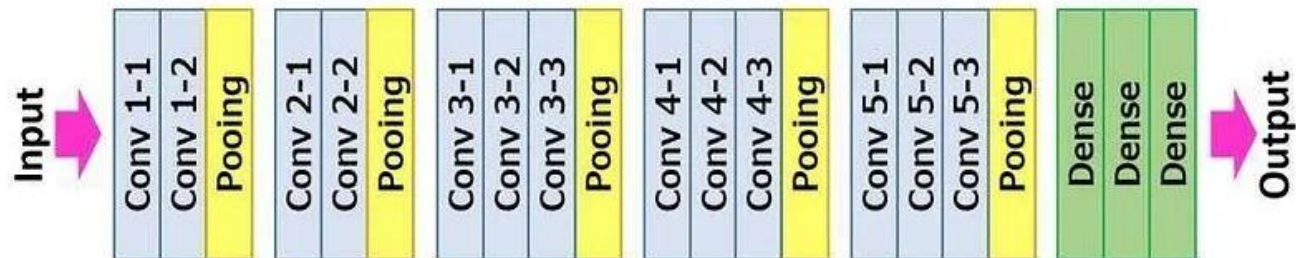 Input
Conv 1-1
Conv 1-2
Pooing
Conv 2-1
Conv 2-2
Pooing
Conv 3-1
Conv 3-2
Conv 3-3
Pooing
Conv 4-1
Conv 4-2
Conv 4-3
Pooing
Conv 5-1
Conv 5-2
Conv 5-3
Pooing
Dense
Dense
Dense
Output